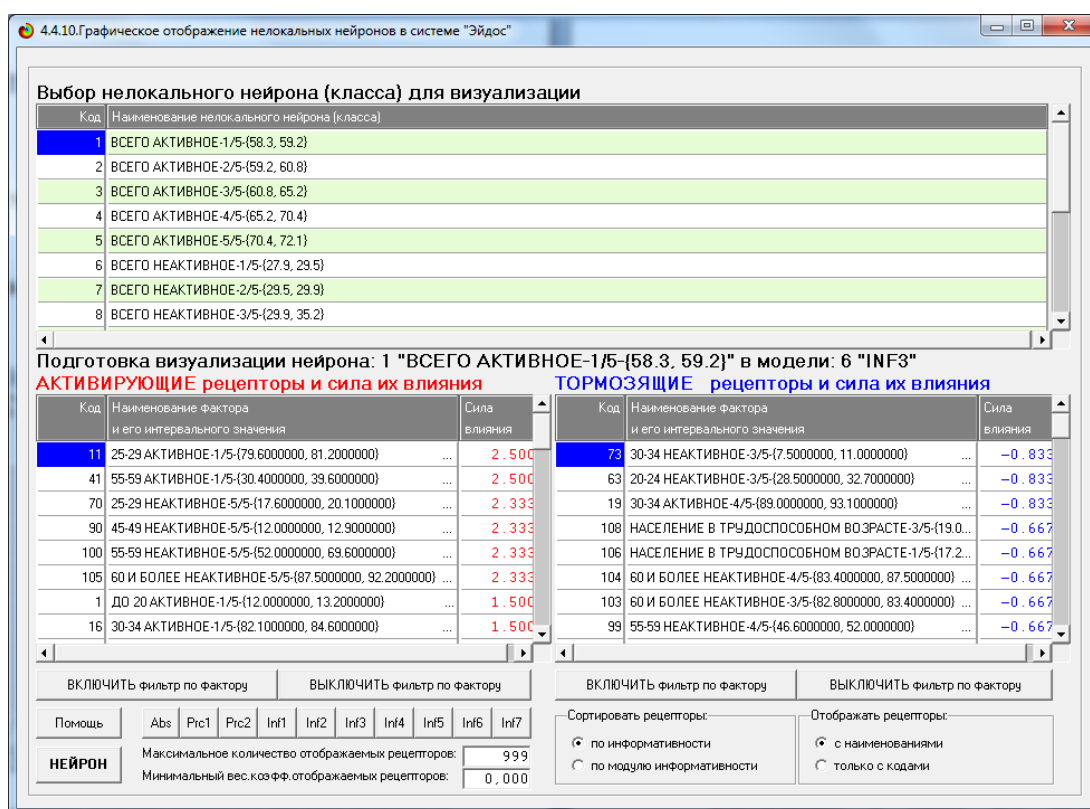 4.4.10.Графическое отображение нелокальных нейронов в системе "Эйдос"
Выбор нелокального нейрона (класса) для визуализации
Код Наименование нелокального нейрона (класса)
1 ВСЕГО АКТИВНОЕ-1/5-{58.3, 59.2}
2 ВСЕГО АКТИВНОЕ-2/5-{59.2, 60.8}
3 ВСЕГО АКТИВНОЕ-3/5-{60.8, 65.2}
4 ВСЕГО АКТИВНОЕ-4/5-{65.2, 70.4}
5 ВСЕГО АКТИВНОЕ-5/5-{70.4, 72.1}
6 ВСЕГО НЕАКТИВНОЕ-1/5-{27.9, 29.5}
7 ВСЕГО НЕАКТИВНОЕ-2/5-{29.5, 29.9}
8 ВСЕГО НЕАКТИВНОЕ-3/5-{29.9, 35.2}
Подготовка визуализации нейрона: 1 "ВСЕГО АКТИВНОЕ-1/5-{58.3, 59.2}" в модели: 6 "INF3"
АКТИВИРУЮЩИЕ рецепторы и сила их влияния
Код Наименование фактора и его интервального значения Сила влияния
11 25-29 АКТИВНОЕ-1/5-{79.6000000, 81.2000000} ... 2.500
41 55-59 АКТИВНОЕ-1/5-{30.4000000, 39.6000000} ... 2.500
70 25-29 НЕАКТИВНОЕ-5/5-{17.6000000, 20.1000000} ... 2.333
90 45-49 НЕАКТИВНОЕ-5/5-{12.0000000, 12.9000000} ... 2.333
100 55-59 НЕАКТИВНОЕ-5/5-{52.0000000, 69.6000000} ... 2.333
105 60 И БОЛЕЕ НЕАКТИВНОЕ-5/5-{87.5000000, 92.2000000} ... 2.333
1 ДО 20 АКТИВНОЕ-1/5-{12.0000000, 13.2000000} ... 1.500
16 30-34 АКТИВНОЕ-1/5-{82.1000000, 84.6000000} ... 1.500
ТОРМОЗЯЩИЕ рецепторы и сила их влияния
Код Наименование фактора и его интервального значения Сила влияния
73 30-34 НЕАКТИВНОЕ-3/5-{7.5000000, 11.0000000} ... -0.833
63 20-24 НЕАКТИВНОЕ-3/5-{28.5000000, 32.7000000} ... -0.833
19 30-34 АКТИВНОЕ-4/5-{89.0000000, 93.1000000} ... -0.833
108 НАСЕЛЕНИЕ В ТРУДОСПОСОБНОМ ВОЗРАСТЕ-3/5-{19.0... -0.667
106 НАСЕЛЕНИЕ В ТРУДОСПОСОБНОМ ВОЗРАСТЕ-1/5-{17.2... -0.667
104 60 И БОЛЕЕ НЕАКТИВНОЕ-4/5-{83.4000000, 87.5000000} ... -0.667
103 60 И БОЛЕЕ НЕАКТИВНОЕ-3/5-{82.8000000, 83.4000000} ... -0.667
99 55-59 НЕАКТИВНОЕ-4/5-{46.6000000, 52.0000000} ... -0.667
ВКЛЮЧИТЬ фильтр по фактору ВЫКЛЮЧИТЬ фильтр по фактору ВКЛЮЧИТЬ фильтр по фактору ВЫКЛЮЧИТЬ фильтр по фактору
Помощь Abs Prc1 Prc2 Inf1 Inf2 Inf3 Inf4 Inf5 Inf6 Inf7
НЕЙРОН
Максимальное количество отображаемых рецепторов: 999
Минимальный вес.коэфф.отображаемых рецепторов: 0,000
Сортировать рецепторы:
по информативности
по модулю информативности
Отображать рецепторы:
с наименованиями
только с кодами